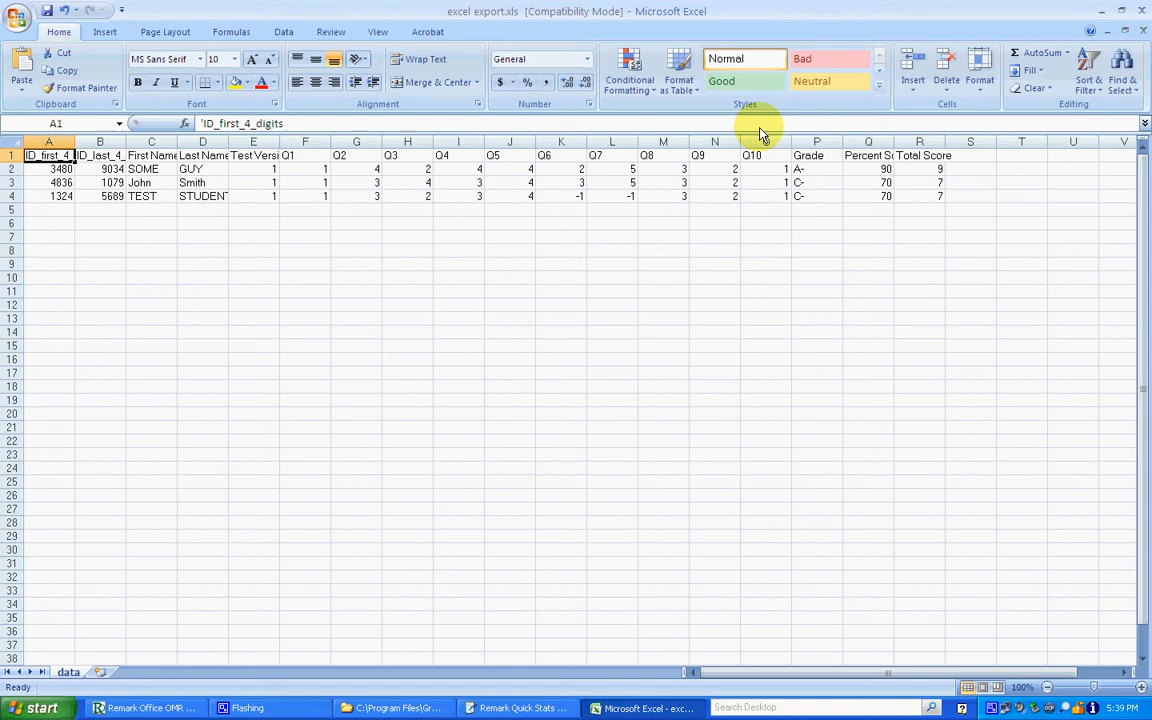 excel export.xls [Compatibility Mode] - Microsoft Excel
Home Insert Page Layout Formulas Data Review View Acrobat
Paste Cut Copy Format Painter Clipboard
MS Sans Serif 10 A A B I U A Font
Wrap Text Merge & Center Alignment
General $ % , Number
Conditional Formatting Format as Table Normal Bad Good Neutral Styles
Insert Delete Format Cells
Σ AutoSum Fill Clear Sort & Filter Find & Select Editing
A1 fx 'ID_first_4_digits
A B C D E F G H I J K L M N O P Q R S T U V
1 ID_first_4_ ID_last_4_ First Name Last Name Test Versi Q1 Q2 Q3 Q4 Q5 Q6 Q7 Q8 Q9 Q10 Grade Percent Sc Total Score
2 3480 9034 SOME GUY 1 1 4 2 4 4 2 5 3 2 1 A- 90 9
3 4836 1079 John Smith 1 1 3 4 3 4 3 5 3 2 1 C- 70 7
4 1324 5689 TEST STUDENT 1 1 3 2 3 4 -1 -1 3 2 1 C- 70 7
5
6
7
8
9
10
11
12
13
14
15
16
17
18
19
20
21
22
23
24
25
26
27
28
29
30
31
32
33
34
35
36
37
38
data
Ready 100%
start Remark Office OMR ... Flashing C:\Program Files/Gr... Remark Quick Stats ... Microsoft Excel - exc... Search Desktop 5:39 PM